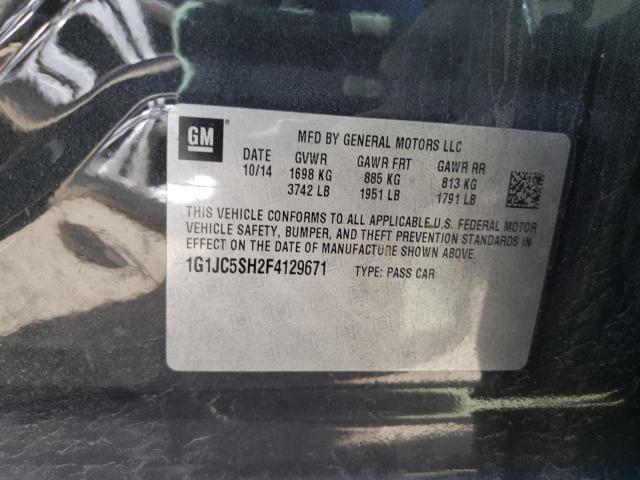 GM
MFD BY GENERAL MOTORS LLC
DATE GVWR GAWR FRT GAWR RR
10/14 1698 KG 885 KG 813 KG
3742 LB 1951 LB 1791 LB
THIS VEHICLE CONFORMS TO ALL APPLICABLE U.S. FEDERAL MOTOR
VEHICLE SAFETY, BUMPER, AND THEFT PREVENTION STANDARDS IN
EFFECT ON THE DATE OF MANUFACTURE SHOWN ABOVE.
1G1JC5SH2F4129671 TYPE: PASS CAR